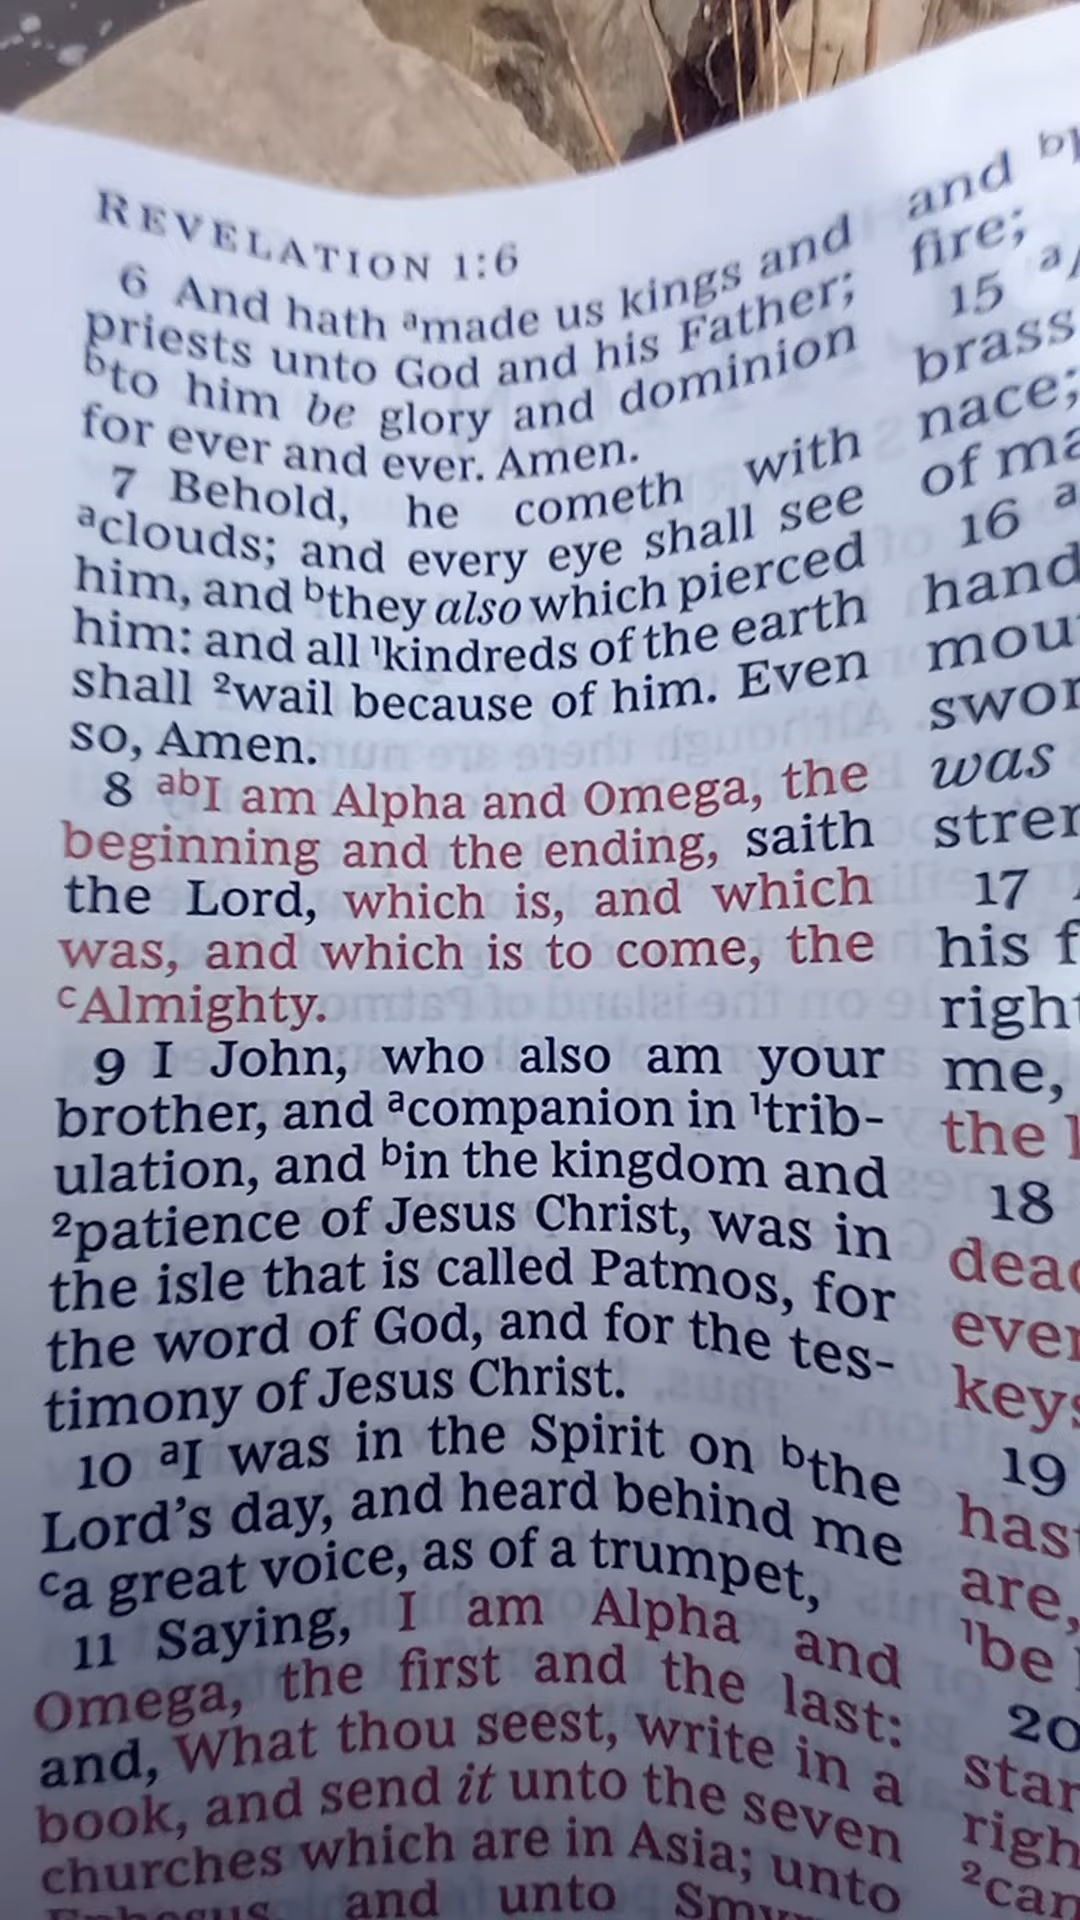 REVELATION 1:6
6 And hath ᵃmade us kings and
priests unto God and his Father;
ᵇto him be glory and dominion
for ever and ever. Amen.
7 Behold, he cometh with
ᵃclouds; and every eye shall see
him, and ᵇthey also which pierced
him: and all ¹kindreds of the earth
shall ²wail because of him. Even
so, Amen.
8 ᵃᵇI am Alpha and Omega, the
beginning and the ending, saith
the Lord, which is, and which
was, and which is to come, the
ᶜAlmighty.
9 I John, who also am your
brother, and ᵃcompanion in ¹trib-
ulation, and ᵇin the kingdom and
²patience of Jesus Christ, was in
the isle that is called Patmos, for
the word of God, and for the tes-
timony of Jesus Christ.
10 ᵃI was in the Spirit on ᵇthe
Lord's day, and heard behind me
ᶜa great voice, as of a trumpet,
11 Saying, I am Alpha and
Omega, the first and the last:
and, What thou seest, write in a
book, and send it unto the seven
churches which are in Asia; unto
and unto
and
fire;
15
brass
nace;
of
16
hand
was
17
his
me,
the
18
19
are,
¹be
20